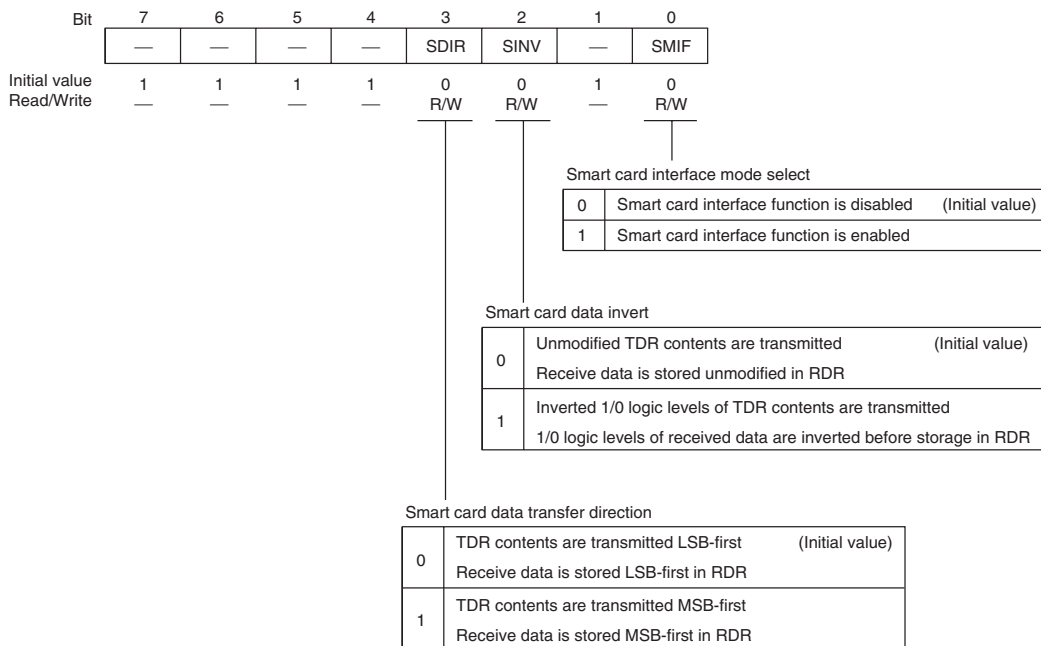 Bit 7 6 5 4 3 2 1 0
— — — — SDIR SINV — SMIF
Initial value 1 1 1 1 0 0 1 0
Read/Write — — — — R/W R/W — R/W
Smart card interface mode select
0 Smart card interface function is disabled (Initial value)
1 Smart card interface function is enabled
Smart card data invert
0 Unmodified TDR contents are transmitted (Initial value)
Receive data is stored unmodified in RDR
1 Inverted 1/0 logic levels of TDR contents are transmitted
1/0 logic levels of received data are inverted before storage in RDR
Smart card data transfer direction
0 TDR contents are transmitted LSB-first (Initial value)
Receive data is stored LSB-first in RDR
1 TDR contents are transmitted MSB-first
Receive data is stored MSB-first in RDR